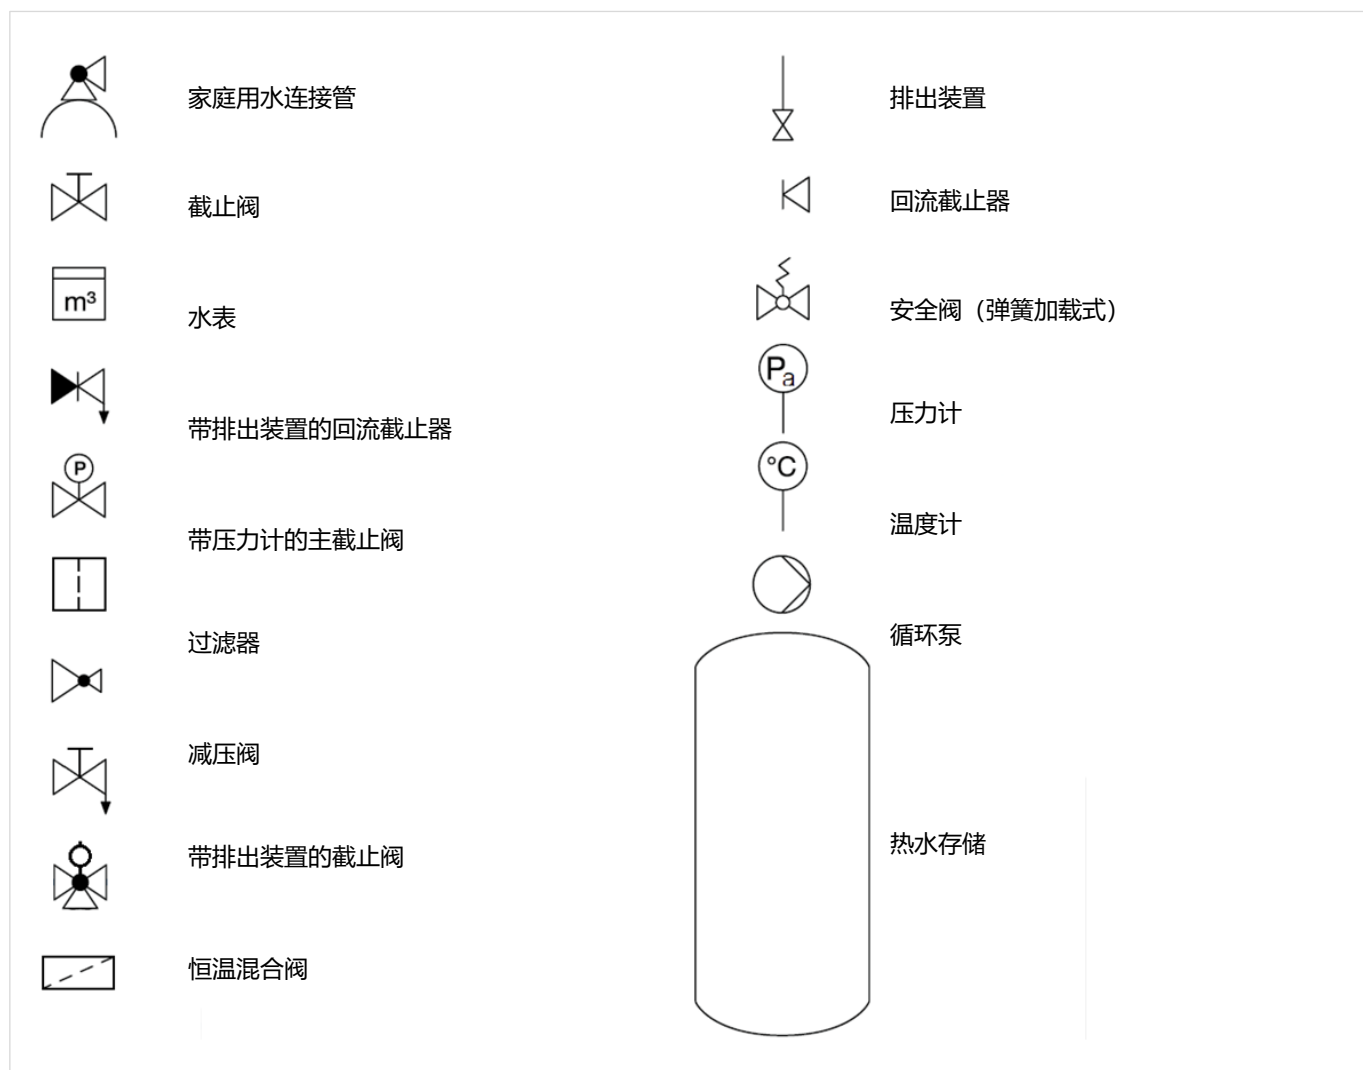 家庭用水连接管
截止阀
m³
水表
带排出装置的回流截止器
P
带压力计的主截止阀
过滤器
减压阀
带排出装置的截止阀
恒温混合阀
排出装置
回流截止器
安全阀（弹簧加载式）
Pa
压力计
°C
温度计
循环泵
热水存储